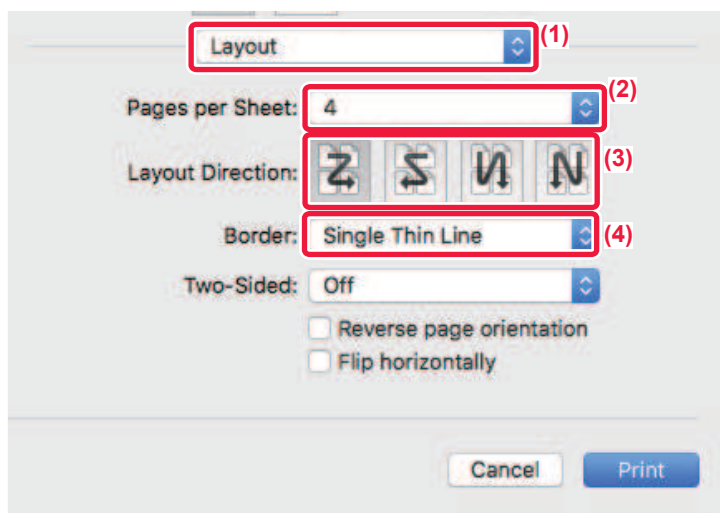 Layout (1)
Pages per Sheet: 4 (2)
Layout Direction: (3)
Border: Single Thin Line (4)
Two-Sided: Off
Reverse page orientation
Flip horizontally
Cancel Print